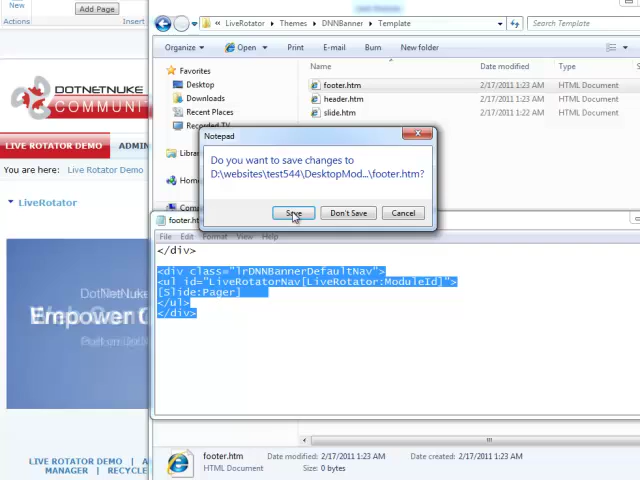 New
Actions
Add Page
Insert
LiveRotator ▸ Themes ▸ DNNBanner ▸ Template
Search Template
Organize
Open
Print
E-mail
Burn
New folder
Name
Date modified
Type
Favorites
Desktop
Downloads
Recent Places
Recorded TV
footer.htm 2/17/2011 1:23 AM HTML Document
header.htm 2/17/2011 1:23 AM HTML Document
slide.htm 2/17/2011 1:22 AM HTML Document
DOTNETNUKE
COMMUNIT
LIVE ROTATOR DEMO
ADMIN
You are here: Live Rotator Demo
LiveRotator
Notepad
Do you want to save changes to
D:\websites\test544\DesktopMod...\footer.htm?
Save
Don't Save
Cancel
footer.ht
File Edit Format View Help
</div>
<div class="lrDNNBannerDefaultNav">
<ul id="LiveRotatorNav[LiveRotator:ModuleId]">
[Slide:Pager]
</ul>
</div>
DotNetNuke
Empower
LIVE ROTATOR DEMO | A
MANAGER | RECYCLE
footer.htm Date modified: 2/17/2011 1:23 AM Date created: 2/17/2011 1:23 AM
HTML Document Size: 0 bytes